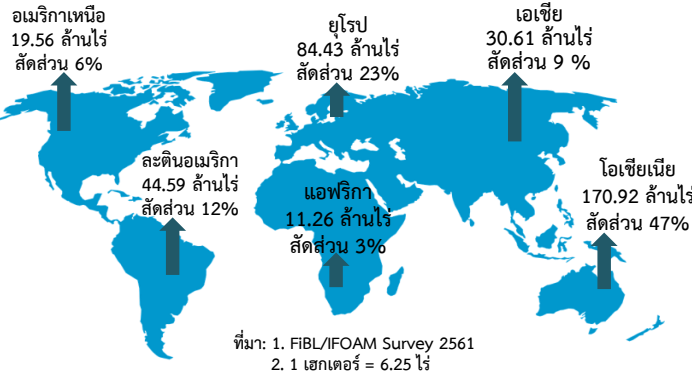 อเมริกาเหนือ
19.56 ล้านไร่
สัดส่วน 6%
ยุโรป
84.43 ล้านไร่
สัดส่วน 23%
เอเชีย
30.61 ล้านไร่
สัดส่วน 9 %
ละตินอเมริกา
44.59 ล้านไร่
สัดส่วน 12%
แอฟริกา
11.26 ล้านไร่
สัดส่วน 3%
โอเชียเนีย
170.92 ล้านไร่
สัดส่วน 47%
ที่มา: 1. FiBL/IFOAM Survey 2561
2. 1 เฮกเตอร์ = 6.25 ไร่